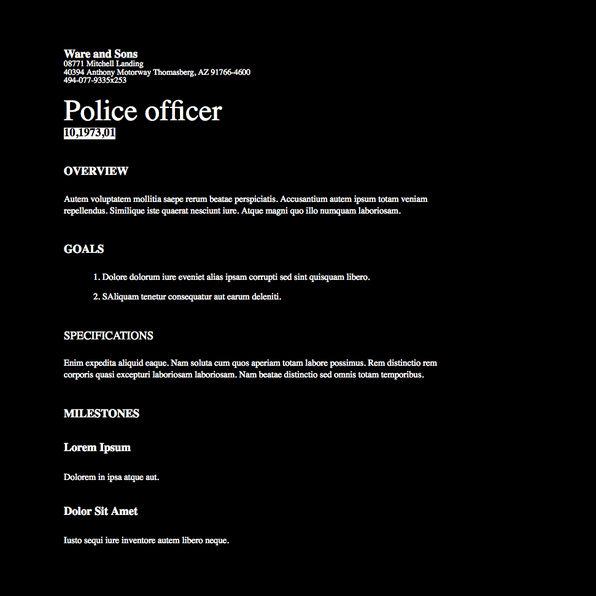 Ware and Sons
08771 Mitchell Landing
40394 Anthony Motorway Thomasberg, AZ 91766-4600
494-077-9335x253
Police officer
10,1973,01
OVERVIEW
Autem voluptatem mollitia saepe rerum beatae perspiciatis. Accusantium autem ipsum totam veniam
repellendus. Similique iste quaerat nesciunt iure. Atque magni quo illo numquam laboriosam.
GOALS
1. Dolore dolorum iure eveniet alias ipsam corrupti sed sint quisquam libero.
2. SAliquam tenetur consequatur aut earum deleniti.
SPECIFICATIONS
Enim expedita aliquid eaque. Nam soluta cum quos aperiam totam labore possimus. Rem distinctio rem
corporis quasi excepturi laboriosam laboriosam. Nam beatae distinctio sed omnis totam temporibus.
MILESTONES
Lorem Ipsum
Dolorem in ipsa atque aut.
Dolor Sit Amet
Iusto sequi iure inventore autem libero neque.